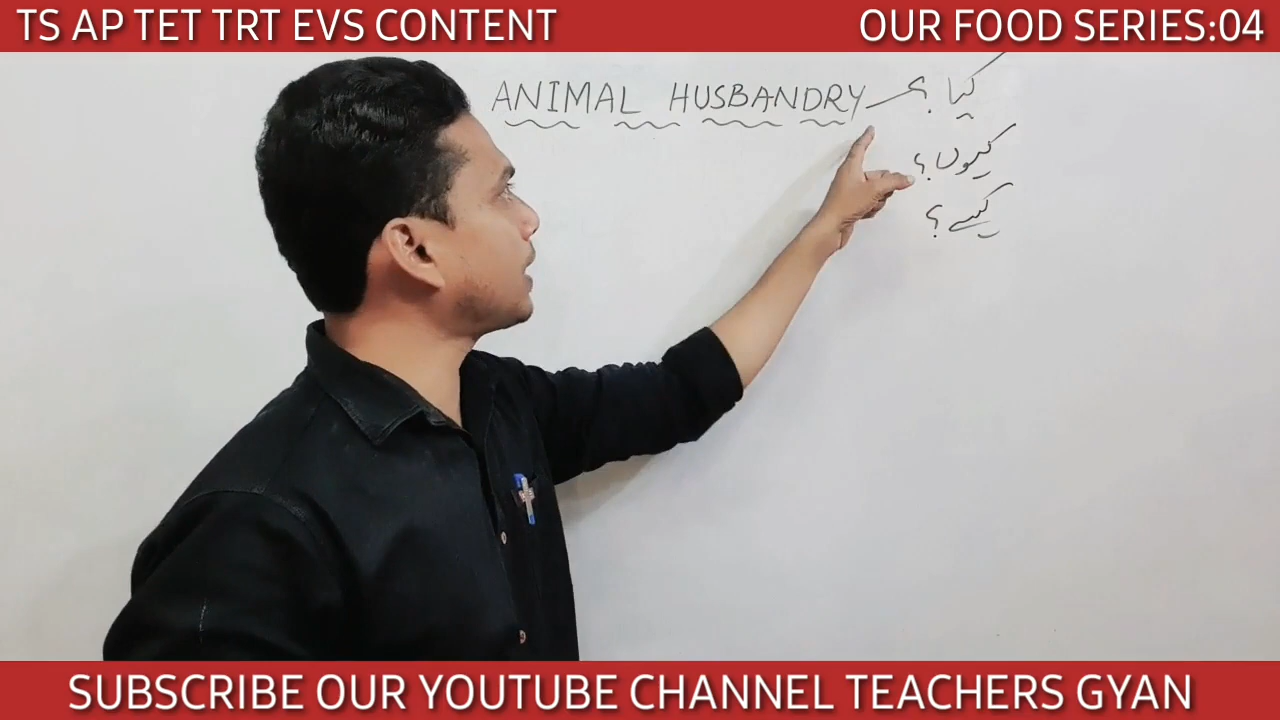 TS AP TET TRT EVS CONTENT
OUR FOOD SERIES:04
ANIMAL HUSBANDRY کیا ؟
کیوں ؟
کیسے ؟
SUBSCRIBE OUR YOUTUBE CHANNEL TEACHERS GYAN